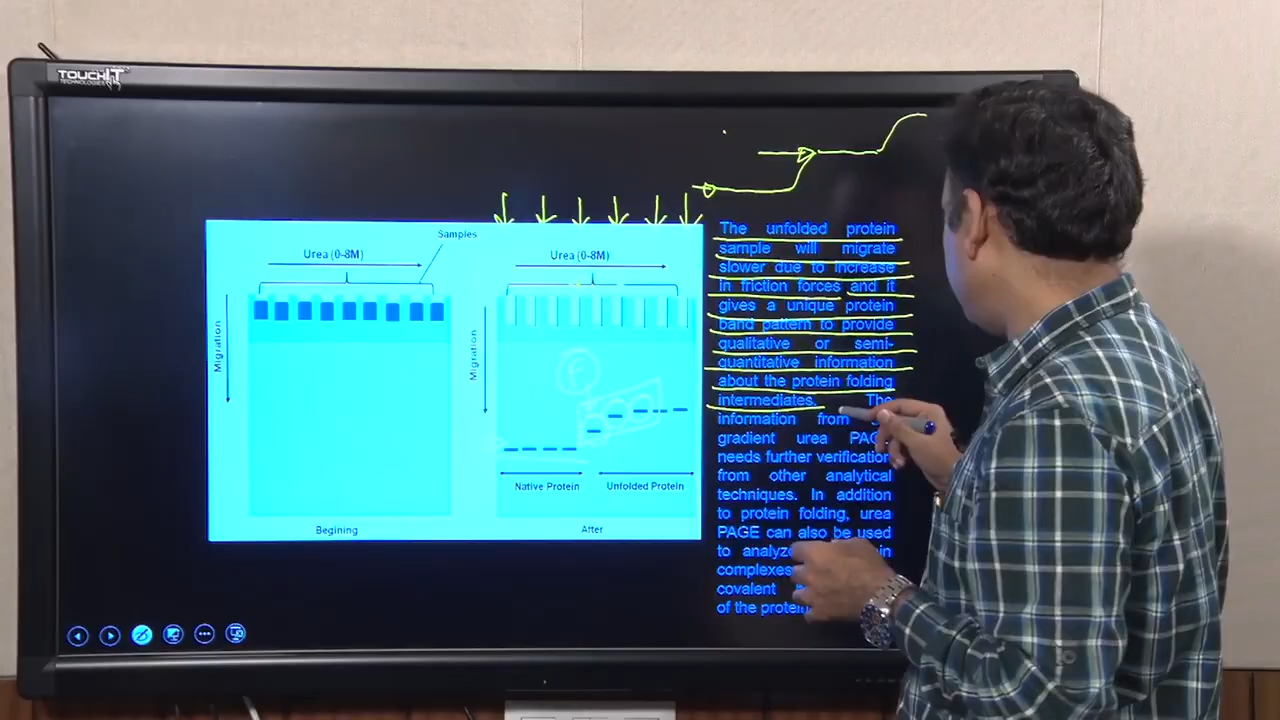 TOUCHIT
TECHNOLOGIES
Samples
Urea (0-8M)
Migration
Begining
Urea (0-8M)
Migration
F
Native Protein
Unfolded Protein
After
The unfolded protein
sample will migrate
slower due to increase
in friction forces and it
gives a unique protein
band pattern to provide
qualitative or semi-
quantitative information
about the protein folding
intermediates. The
information from
gradient urea
needs further verification
from other analytical
techniques. In addition
to protein folding, urea
PAGE can also be used
to
complexes
covalent
of the